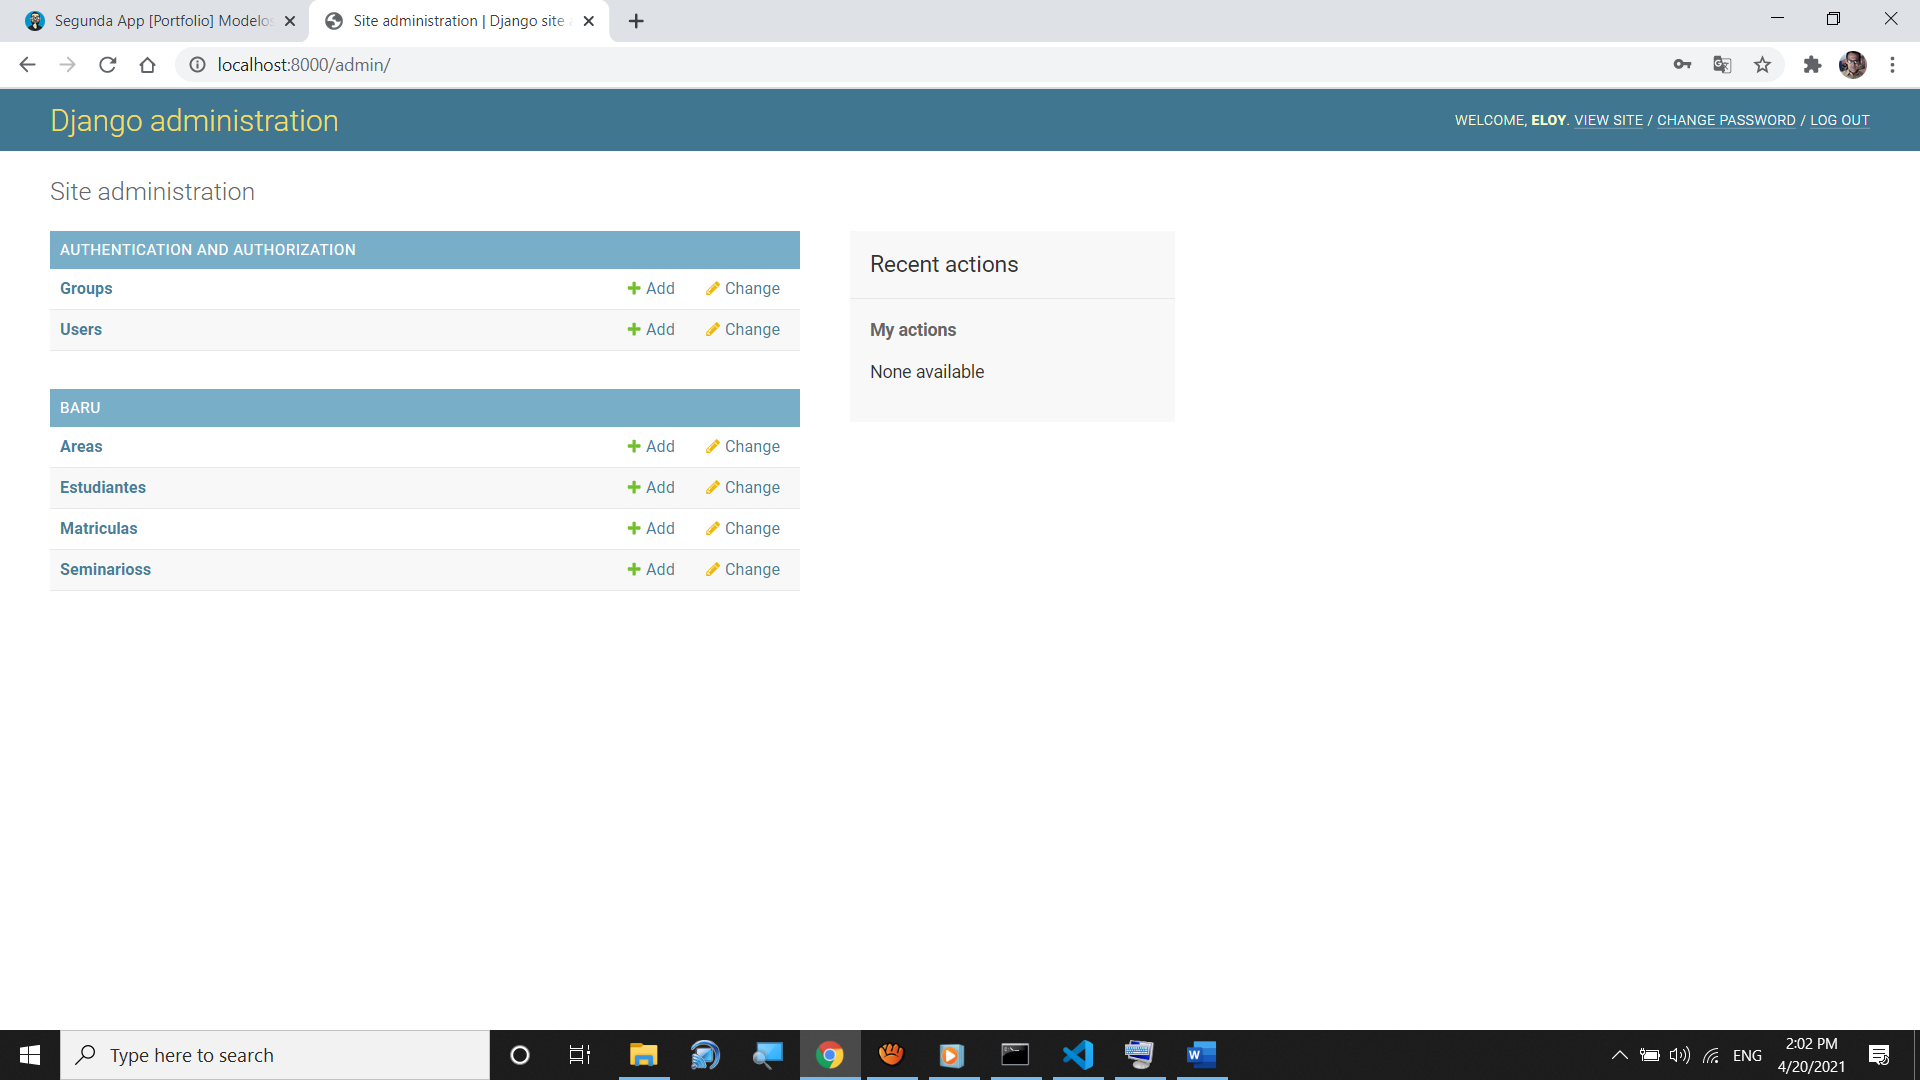 Segunda App [Portfolio] Modelos
Site administration | Django site
localhost:8000/admin/
Django administration
WELCOME, ELOY. VIEW SITE / CHANGE PASSWORD / LOG OUT
Site administration
AUTHENTICATION AND AUTHORIZATION
Groups Add Change
Users Add Change
BARU
Areas Add Change
Estudiantes Add Change
Matriculas Add Change
Seminarioss Add Change
Recent actions
My actions
None available
Type here to search
ENG
2:02 PM
4/20/2021